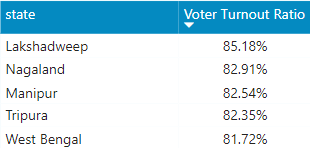 state Voter Turnout Ratio
Lakshadweep 85.18%
Nagaland 82.91%
Manipur 82.54%
Tripura 82.35%
West Bengal 81.72%